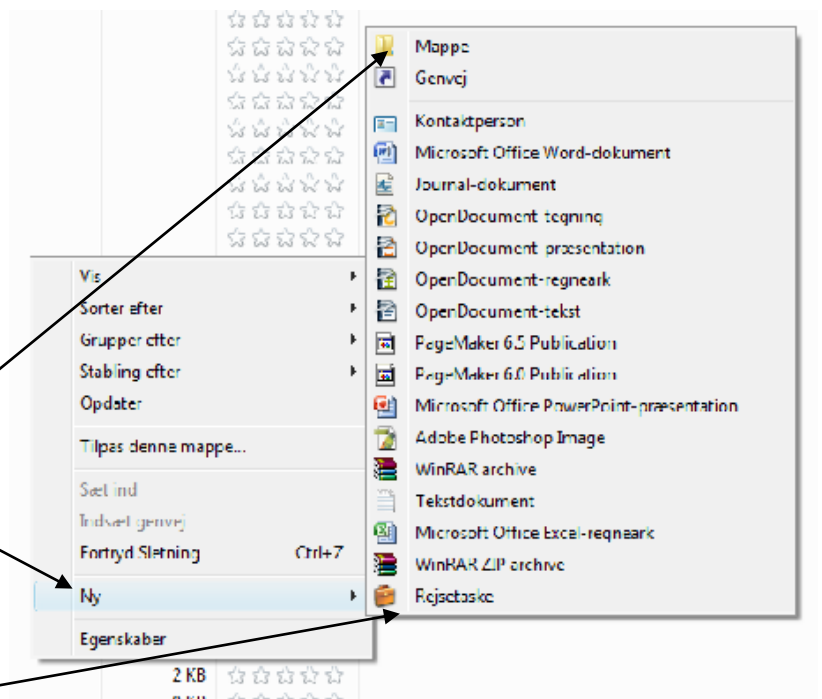 Mappe
Genvej
Kontaktperson
Microsoft Office Word-dokument
Journal-dokument
OpenDocument-tegning
OpenDocument-præsentation
OpenDocument-regneark
OpenDocument-tekst
PageMaker 6.5 Publication
PageMaker 6.0 Publication
Microsoft Office PowerPoint-præsentation
Adobe Photoshop Image
WinRAR archive
Tekstdokument
Microsoft Office Excel-regneark
WinRAR ZIP archive
Rejsetaske
Vis
Sorter efter
Grupper efter
Stabling efter
Opdater
Tilpas denne mappe...
Sæt ind
Indsæt genvej
Fortryd Sletning Ctrl+Z
Ny
Egenskaber
2 KB